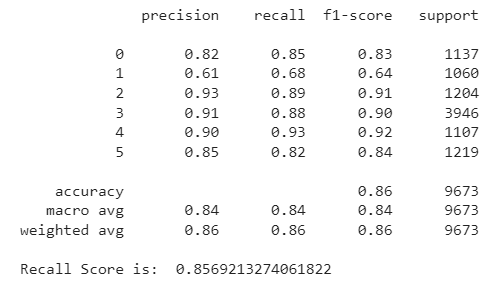 precision recall f1-score support
0 0.82 0.85 0.83 1137
1 0.61 0.68 0.64 1060
2 0.93 0.89 0.91 1204
3 0.91 0.88 0.90 3946
4 0.90 0.93 0.92 1107
5 0.85 0.82 0.84 1219
accuracy 0.86 9673
macro avg 0.84 0.84 0.84 9673
weighted avg 0.86 0.86 0.86 9673
Recall Score is: 0.8569213274061822